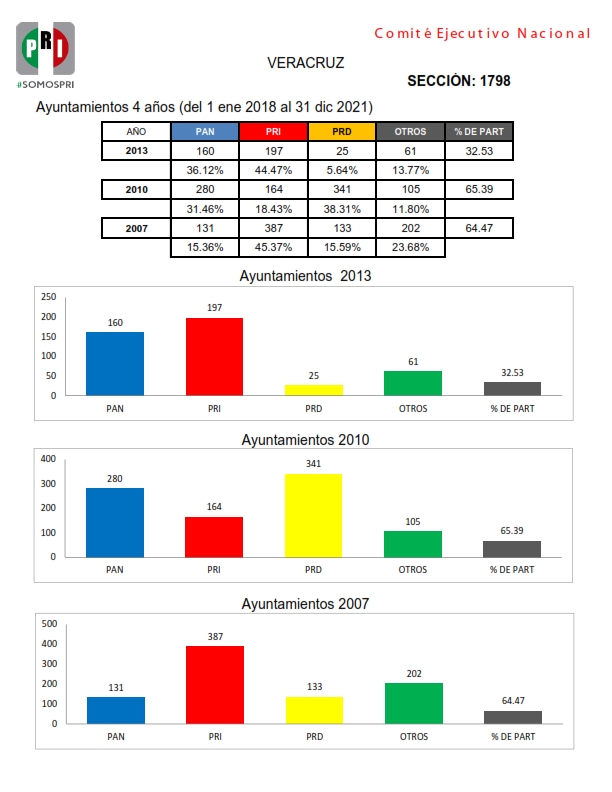 Comité Ejecutivo Nacional
PRI
#SOMOSPRI
VERACRUZ
SECCIÓN: 1798
Ayuntamientos 4 años (del 1 ene 2018 al 31 dic 2021)
AÑO PAN PRI PRD OTROS % DE PART
2013 160 197 25 61 32.53
36.12% 44.47% 5.64% 13.77%
2010 280 164 341 105 65.39
31.46% 18.43% 38.31% 11.80%
2007 131 387 133 202 64.47
15.36% 45.37% 15.59% 23.68%
Ayuntamientos 2013
250
200
150
100
50
0
160 197 25 61 32.53
PAN PRI PRD OTROS % DE PART
Ayuntamientos 2010
400
300
200
100
0
280 164 341 105 65.39
PAN PRI PRD OTROS % DE PART
Ayuntamientos 2007
500
400
300
200
100
0
131 387 133 202 64.47
PAN PRI PRD OTROS % DE PART